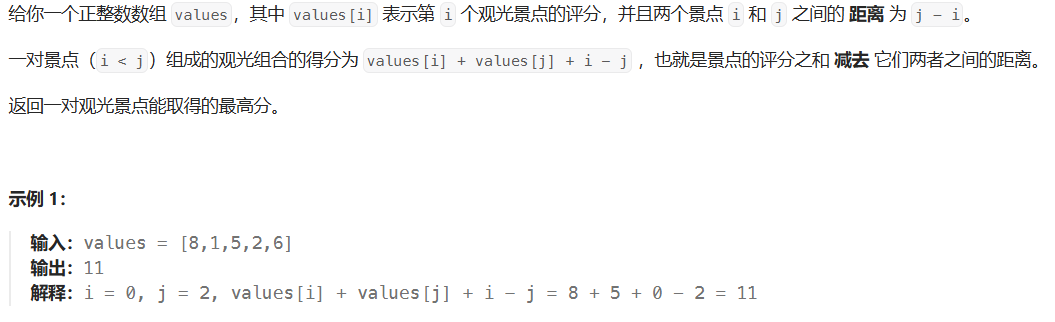 给你一个正整数数组 values，其中 values[i] 表示第 i 个观光景点的评分，并且两个景点 i 和 j 之间的 距离 为 j - i。
一对景点（i < j）组成的观光组合的得分为 values[i] + values[j] + i - j ，也就是景点的评分之和 减去 它们两者之间的距离。
返回一对观光景点能取得的最高分。
示例 1：
输入：values = [8,1,5,2,6]
输出：11
解释：i = 0, j = 2, values[i] + values[j] + i - j = 8 + 5 + 0 - 2 = 11